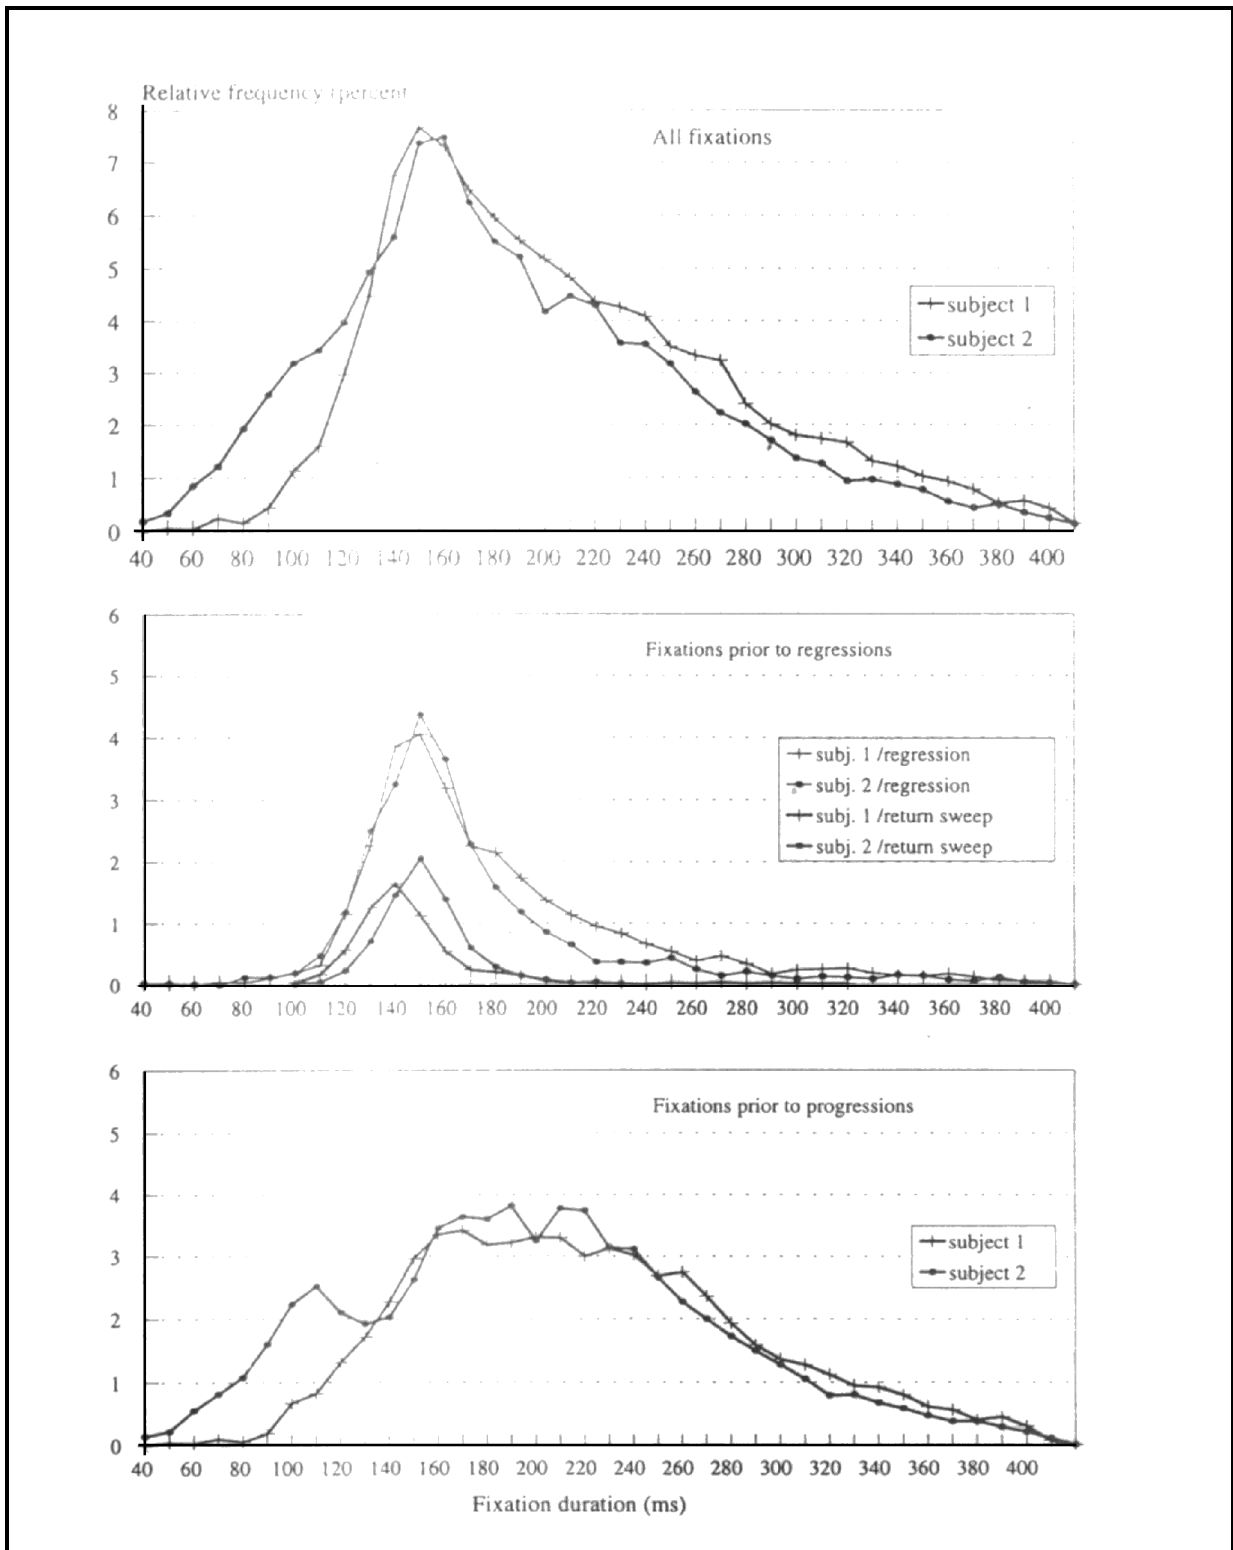 Relative frequency (percent
8
All fixations
7
6
5
subject 1
4
subject 2
3
2
1
0
40 60 80 100 120 140 160 180 200 220 240 260 280 300 320 340 360 380 400
6
Fixations prior to regressions
5
4
subj. 1 /regression
subj. 2 /regression
3
subj. 1 /return sweep
subj. 2 /return sweep
2
1
0
40 60 80 100 120 140 160 180 200 220 240 260 280 300 320 340 360 380 400
6
Fixations prior to progressions
5
4
3
subject 1
subject 2
2
1
0
40 60 80 100 120 140 160 180 200 220 240 260 280 300 320 340 360 380 400
Fixation duration (ms)